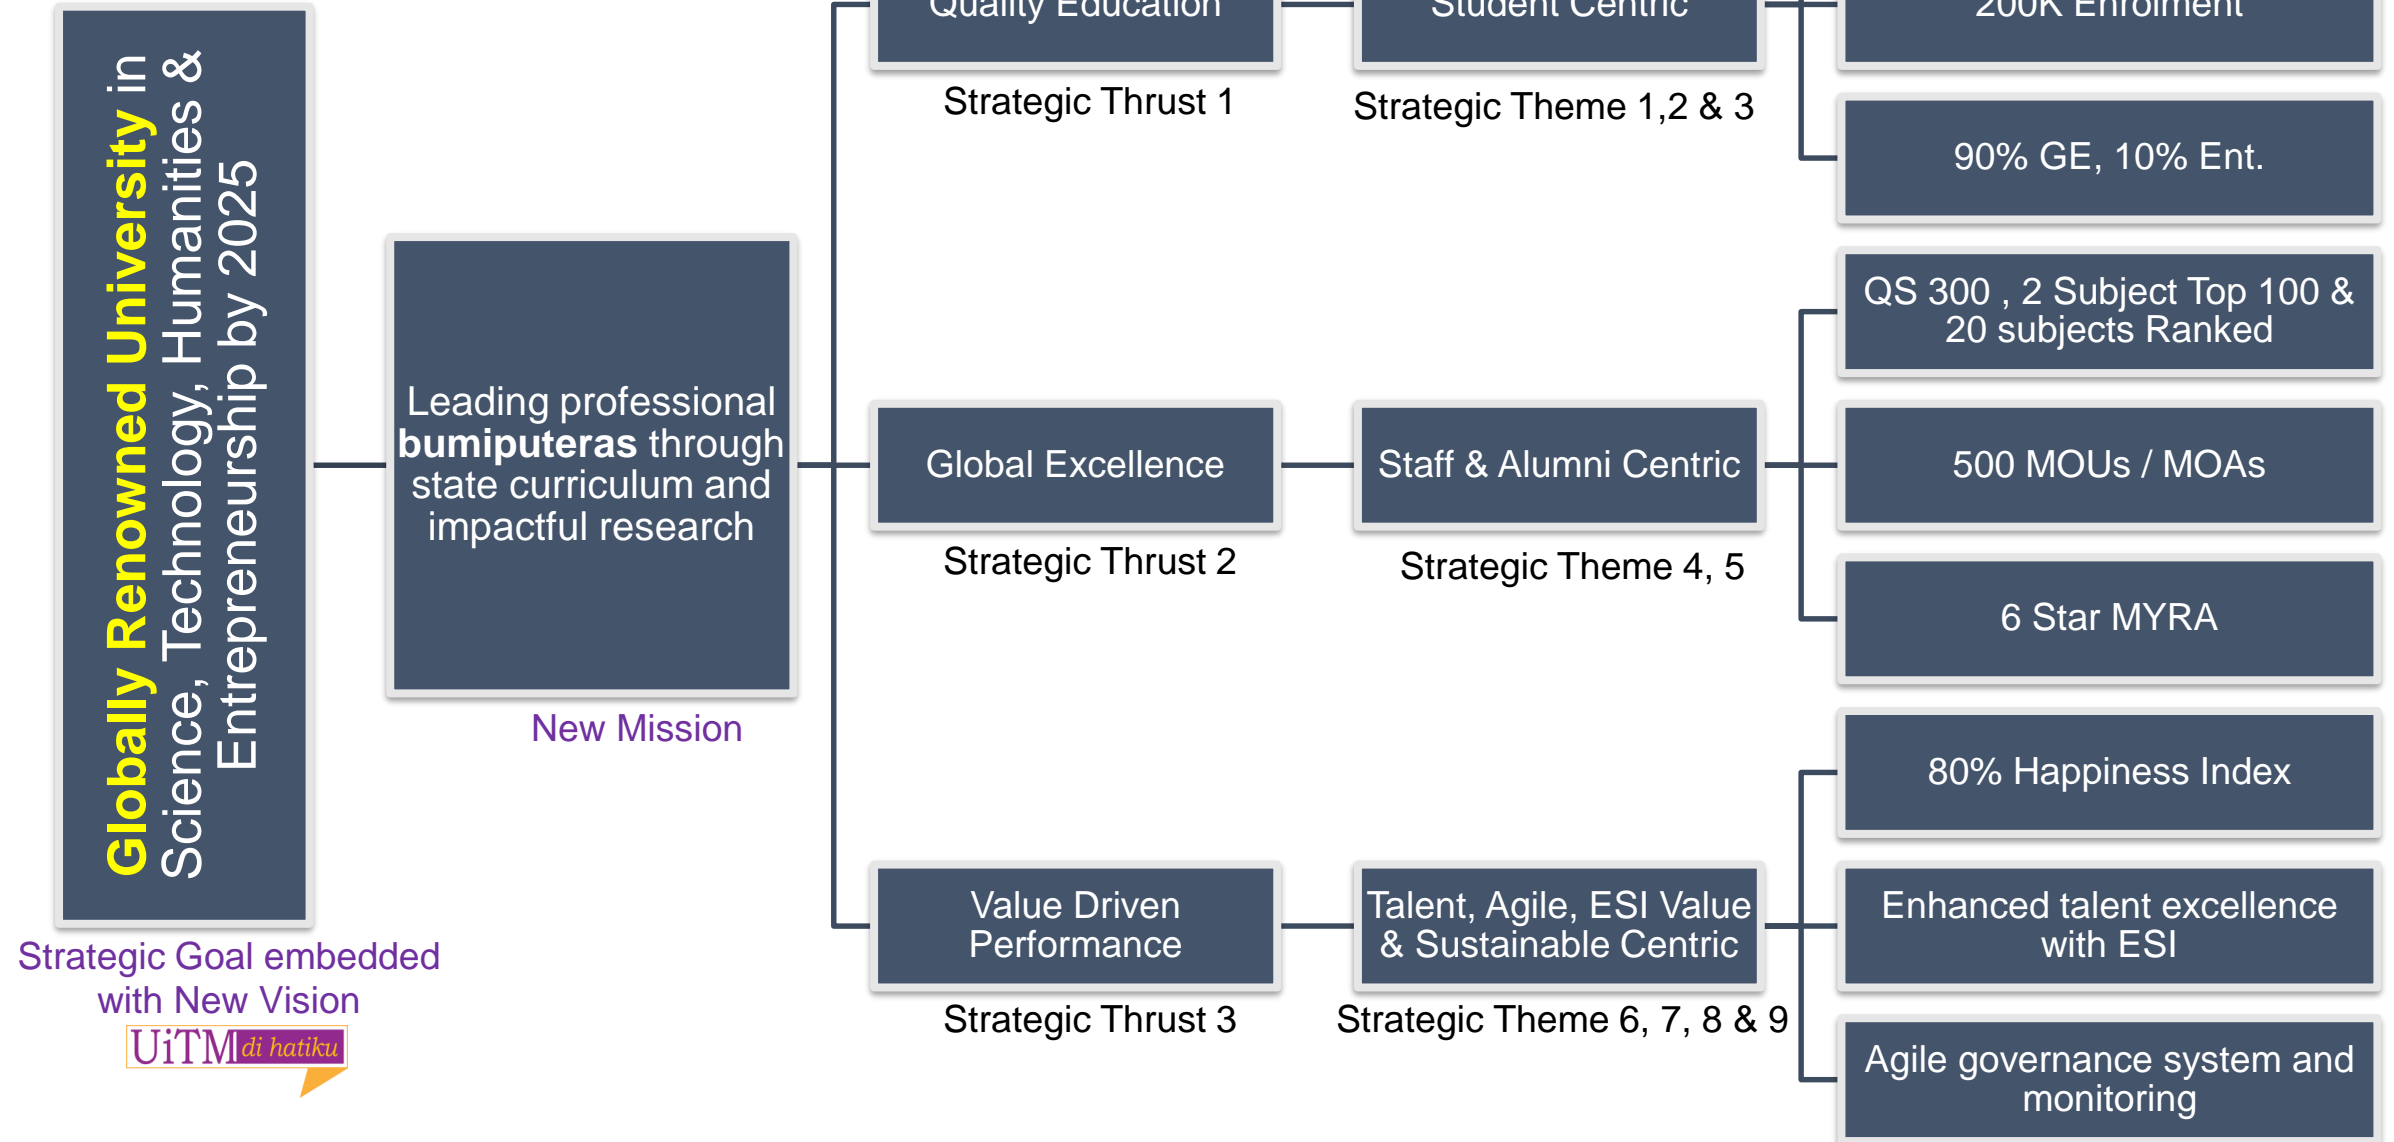 Globally Renowned University in
Science, Technology, Humanities &
Entrepreneurship by 2025
Strategic Goal embedded
with New Vision
UiTM di hatiku
Leading professional
bumiputeras through
state curriculum and
impactful research
New Mission
Quality Education
Strategic Thrust 1
Student Centric
Strategic Theme 1,2 & 3
200K Enrolment
90% GE, 10% Ent.
Global Excellence
Strategic Thrust 2
Staff & Alumni Centric
Strategic Theme 4, 5
QS 300 , 2 Subject Top 100 &
20 subjects Ranked
500 MOUs / MOAs
6 Star MYRA
Value Driven
Performance
Strategic Thrust 3
Talent, Agile, ESI Value
& Sustainable Centric
Strategic Theme 6, 7, 8 & 9
80% Happiness Index
Enhanced talent excellence
with ESI
Agile governance system and
monitoring